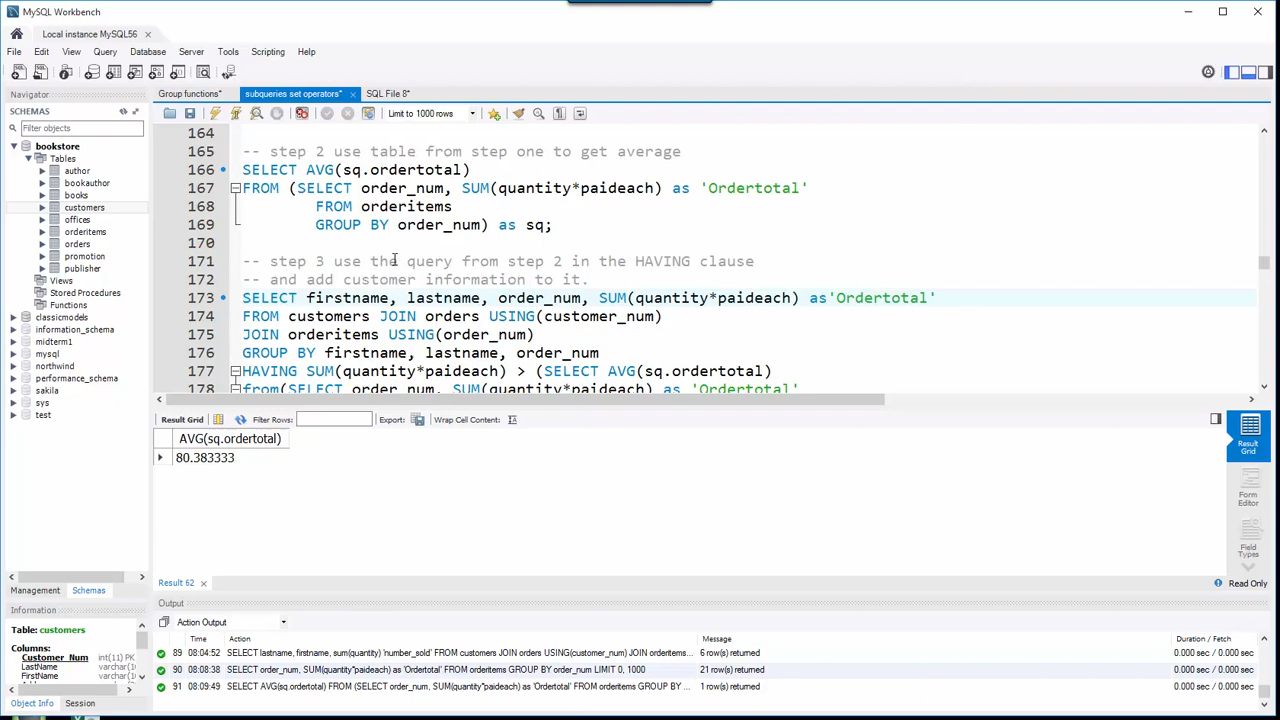 MySQL Workbench
Local instance MySQL56
File Edit View Query Database Server Tools Scripting Help
Navigator
SCHEMAS
Filter objects
bookstore
Tables
author
bookauthor
books
customers
offices
orderitems
orders
promotion
publisher
Views
Stored Procedures
Functions
classicmodels
information_schema
midterm1
mysql
northwind
performance_schema
sakila
sys
test
Management Schemas
Information
Table: customers
Columns:
Customer_Num int(11) PK
LastName varchar(1
FirstName varchar(1
Object Info Session
Group functions* subqueries set operators* SQL File 8*
Limit to 1000 rows
164
165 -- step 2 use table from step one to get average
166 SELECT AVG(sq.ordertotal)
167 FROM (SELECT order_num, SUM(quantity*paideach) as 'Ordertotal'
168 FROM orderitems
169 GROUP BY order_num) as sq;
170
171 -- step 3 use the query from step 2 in the HAVING clause
172 -- and add customer information to it.
173 SELECT firstname, lastname, order_num, SUM(quantity*paideach) as'Ordertotal'
174 FROM customers JOIN orders USING(customer_num)
175 JOIN orderitems USING(order_num)
176 GROUP BY firstname, lastname, order_num
177 HAVING SUM(quantity*paideach) > (SELECT AVG(sq.ordertotal)
178 from(SELECT order_num, SUM(quantity*paideach) as 'Ordertotal'
Result Grid Filter Rows: Export: Wrap Cell Content:
AVG(sq.ordertotal)
80.383333
Result Grid
Form Editor
Field Types
Result 62
Read Only
Output
Action Output
Time Action Message Duration / Fetch
89 08:04:52 SELECT lastname, firstname, sum(quantity) 'number_sold' FROM customers JOIN orders USING(customer_num) JOIN orderitems... 6 row(s) returned 0.000 sec / 0.000 sec
90 08:08:38 SELECT order_num, SUM(quantity*paideach) as 'Ordertotal' FROM orderitems GROUP BY order_num LIMIT 0, 1000 21 row(s) returned 0.000 sec / 0.000 sec
91 08:09:49 SELECT AVG(sq.ordertotal) FROM (SELECT order_num, SUM(quantity*paideach) as 'Ordertotal' FROM orderitems GROUP BY ... 1 row(s) returned 0.000 sec / 0.000 sec